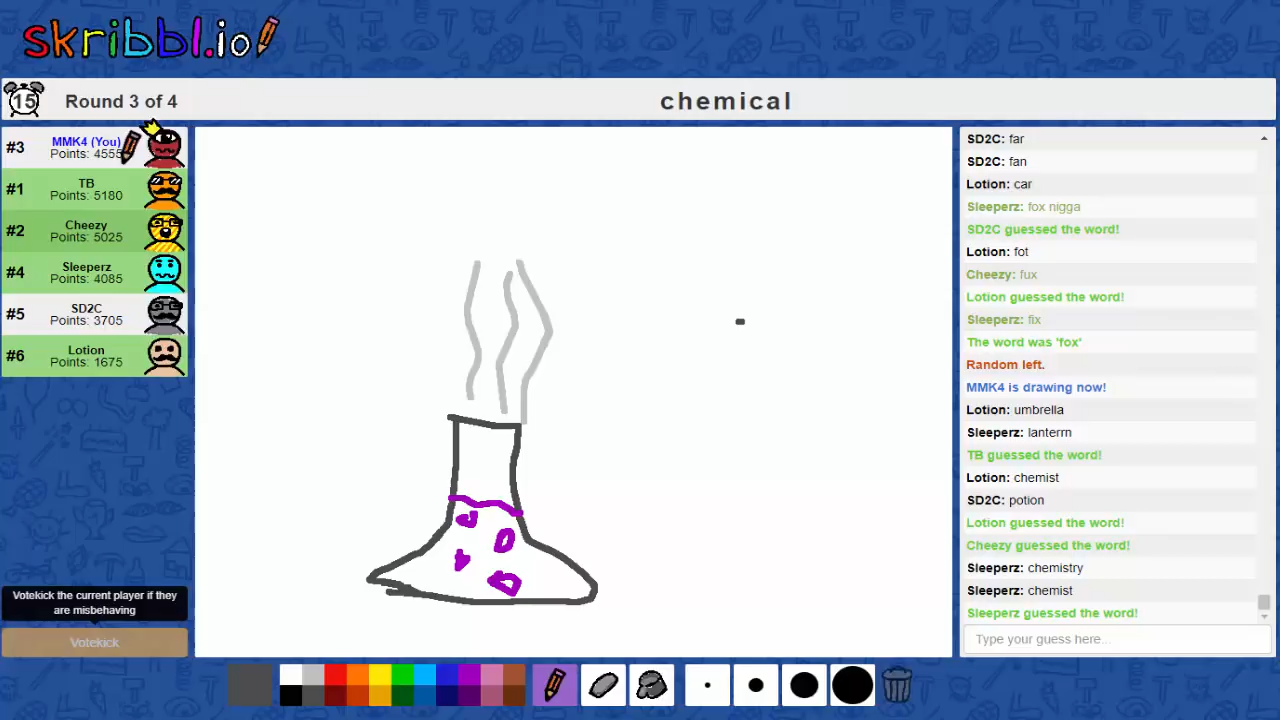 skribbl.io
15
Round 3 of 4
chemical
#3
MMK4 (You)
Points: 4555
#1
TB
Points: 5180
#2
Cheezy
Points: 5025
#4
Sleeperz
Points: 4085
#5
SD2C
Points: 3705
#6
Lotion
Points: 1675
Votekick the current player if they
are misbehaving
Votekick
SD2C: far
SD2C: fan
Lotion: car
Sleeperz: fox nigga
SD2C guessed the word!
Lotion: fot
Cheezy: fux
Lotion guessed the word!
Sleeperz: fix
The word was 'fox'
Random left.
MMK4 is drawing now!
Lotion: umbrella
Sleeperz: lanterrn
TB guessed the word!
Lotion: chemist
SD2C: potion
Lotion guessed the word!
Cheezy guessed the word!
Sleeperz: chemistry
Sleeperz: chemist
Sleeperz guessed the word!
Type your guess here...